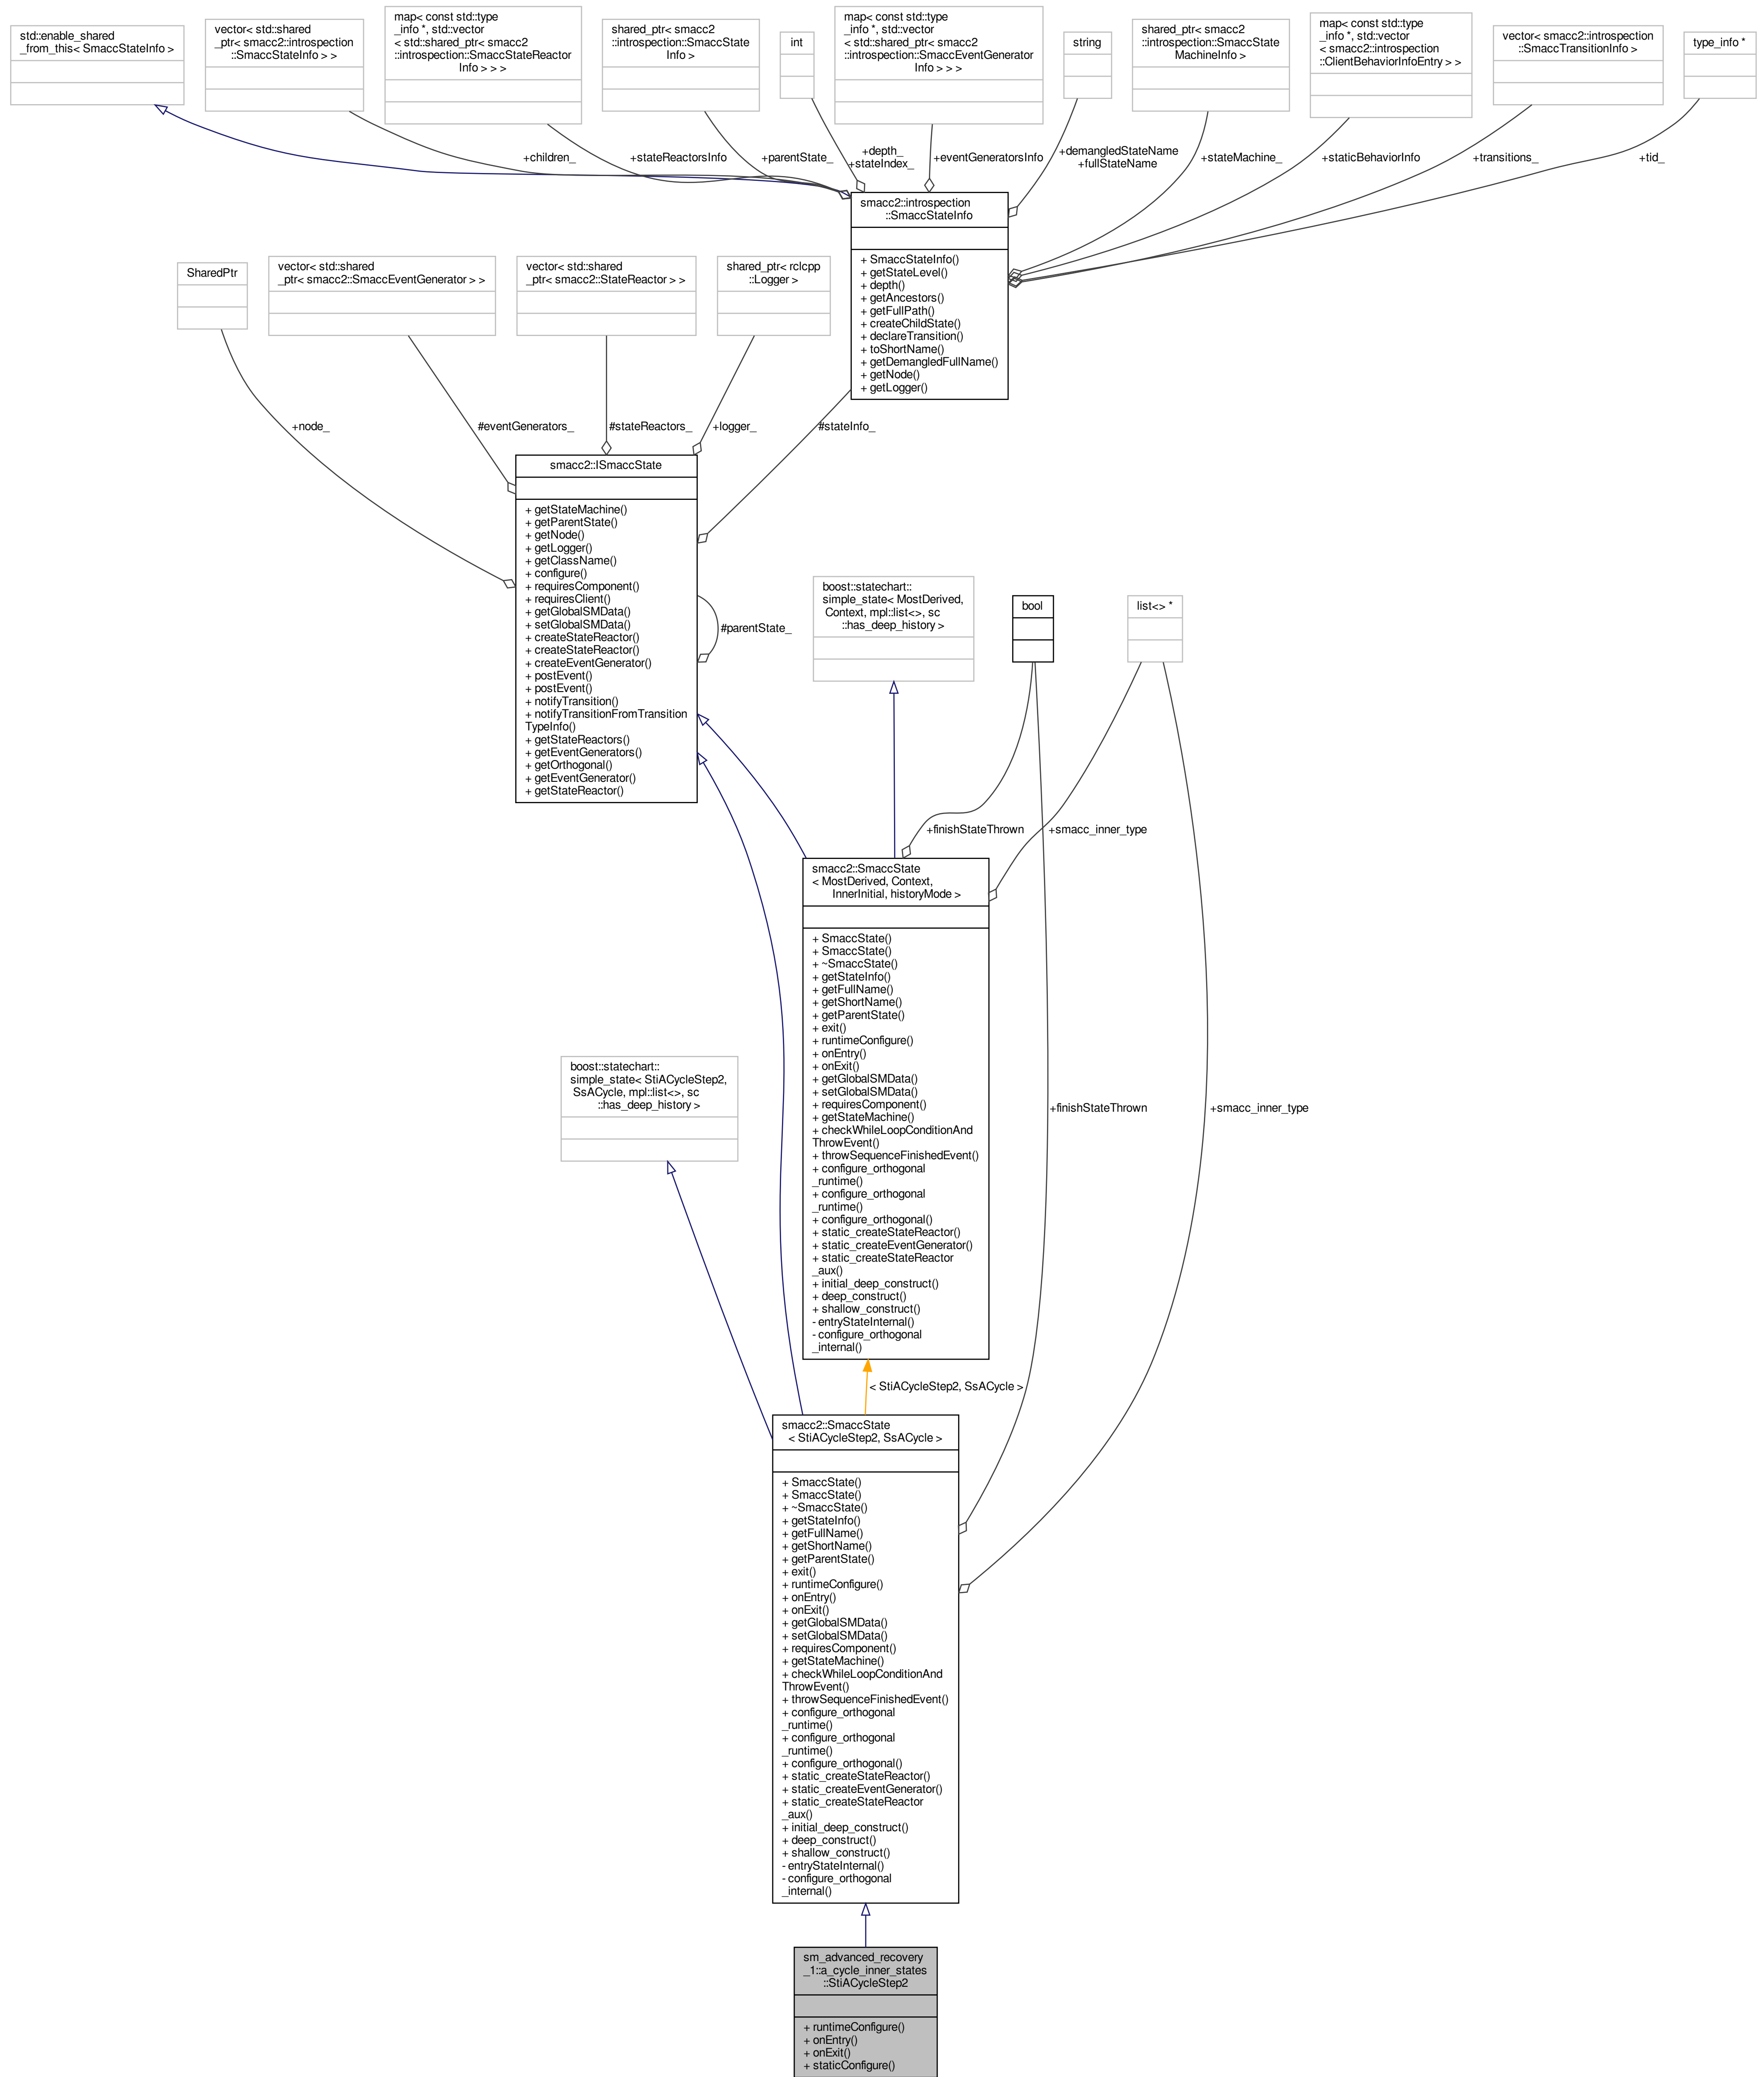 std::enable_shared
_from_this< SmaccStateInfo >
vector< std::shared
_ptr< smacc2::introspection
::SmaccStateInfo > >
map< const std::type
_info *, std::vector
< std::shared_ptr< smacc2
::introspection::SmaccStateReactor
Info > > >
shared_ptr< smacc2
::introspection::SmaccState
Info >
int
map< const std::type
_info *, std::vector
< std::shared_ptr< smacc2
::introspection::SmaccEventGenerator
Info > > >
string
shared_ptr< smacc2
::introspection::SmaccState
MachineInfo >
map< const std::type
_info *, std::vector
< smacc2::introspection
::ClientBehaviorInfoEntry > >
vector< smacc2::introspection
::SmaccTransitionInfo >
type_info *
+children_
+stateReactorsInfo
+parentState_
+depth_
+stateIndex_
+eventGeneratorsInfo
+demangledStateName
+fullStateName
+stateMachine_
+staticBehaviorInfo
+transitions_
+tid_
smacc2::introspection
::SmaccStateInfo
+ SmaccStateInfo()
+ getStateLevel()
+ depth()
+ getAncestors()
+ getFullPath()
+ createChildState()
+ declareTransition()
+ toShortName()
+ getDemangledFullName()
+ getNode()
+ getLogger()
SharedPtr
vector< std::shared
_ptr< smacc2::SmaccEventGenerator > >
vector< std::shared
_ptr< smacc2::StateReactor > >
shared_ptr< rclcpp
::Logger >
+node_
#eventGenerators_
#stateReactors_
+logger_
#stateInfo_
smacc2::ISmaccState
+ getStateMachine()
+ getParentState()
+ getNode()
+ getLogger()
+ getClassName()
+ configure()
+ requiresComponent()
+ requiresClient()
+ getGlobalSMData()
+ setGlobalSMData()
+ createStateReactor()
+ createStateReactor()
+ createEventGenerator()
+ postEvent()
+ postEvent()
+ notifyTransition()
+ notifyTransitionFromTransition
TypeInfo()
+ getStateReactors()
+ getEventGenerators()
+ getOrthogonal()
+ getEventGenerator()
+ getStateReactor()
#parentState_
boost::statechart::
simple_state< MostDerived,
Context, mpl::list<>, sc
::has_deep_history >
bool
list<> *
+finishStateThrown
+smacc_inner_type
smacc2::SmaccState
< MostDerived, Context,
InnerInitial, historyMode >
+ SmaccState()
+ SmaccState()
+ ~SmaccState()
+ getStateInfo()
+ getFullName()
+ getShortName()
+ getParentState()
+ exit()
+ runtimeConfigure()
+ onEntry()
+ onExit()
+ getGlobalSMData()
+ setGlobalSMData()
+ requiresComponent()
+ getStateMachine()
+ checkWhileLoopConditionAnd
ThrowEvent()
+ throwSequenceFinishedEvent()
+ configure_orthogonal
_runtime()
+ configure_orthogonal
_runtime()
+ configure_orthogonal()
+ static_createStateReactor()
+ static_createEventGenerator()
+ static_createStateReactor
_aux()
+ initial_deep_construct()
+ deep_construct()
+ shallow_construct()
- entryStateInternal()
- configure_orthogonal
_internal()
boost::statechart::
simple_state< StiACycleStep2,
SsACycle, mpl::list<>, sc
::has_deep_history >
+finishStateThrown
+smacc_inner_type
< StiACycleStep2, SsACycle >
smacc2::SmaccState
< StiACycleStep2, SsACycle >
+ SmaccState()
+ SmaccState()
+ ~SmaccState()
+ getStateInfo()
+ getFullName()
+ getShortName()
+ getParentState()
+ exit()
+ runtimeConfigure()
+ onEntry()
+ onExit()
+ getGlobalSMData()
+ setGlobalSMData()
+ requiresComponent()
+ getStateMachine()
+ checkWhileLoopConditionAnd
ThrowEvent()
+ throwSequenceFinishedEvent()
+ configure_orthogonal
_runtime()
+ configure_orthogonal
_runtime()
+ configure_orthogonal()
+ static_createStateReactor()
+ static_createEventGenerator()
+ static_createStateReactor
_aux()
+ initial_deep_construct()
+ deep_construct()
+ shallow_construct()
- entryStateInternal()
- configure_orthogonal
_internal()
sm_advanced_recovery
_1::a_cycle_inner_states
::StiACycleStep2
+ runtimeConfigure()
+ onEntry()
+ onExit()
+ staticConfigure()